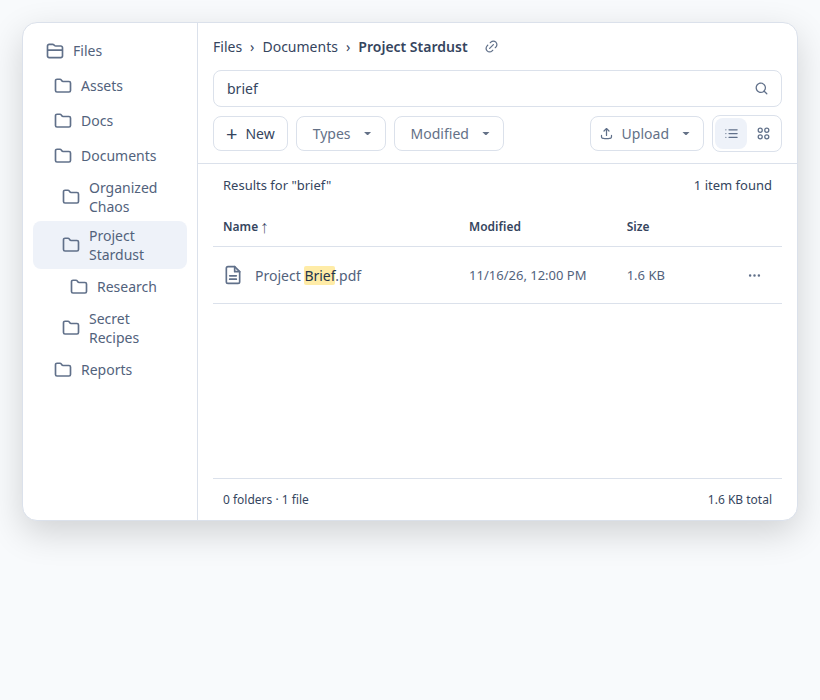 Files
Assets
Docs
Documents
Organized
Chaos
Project
Stardust
Research
Secret
Recipes
Reports
Files › Documents › Project Stardust
brief
+ New Types Modified Upload
Results for "brief" 1 item found
Name ↑ Modified Size
Project Brief.pdf 11/16/26, 12:00 PM 1.6 KB ···
0 folders · 1 file 1.6 KB total